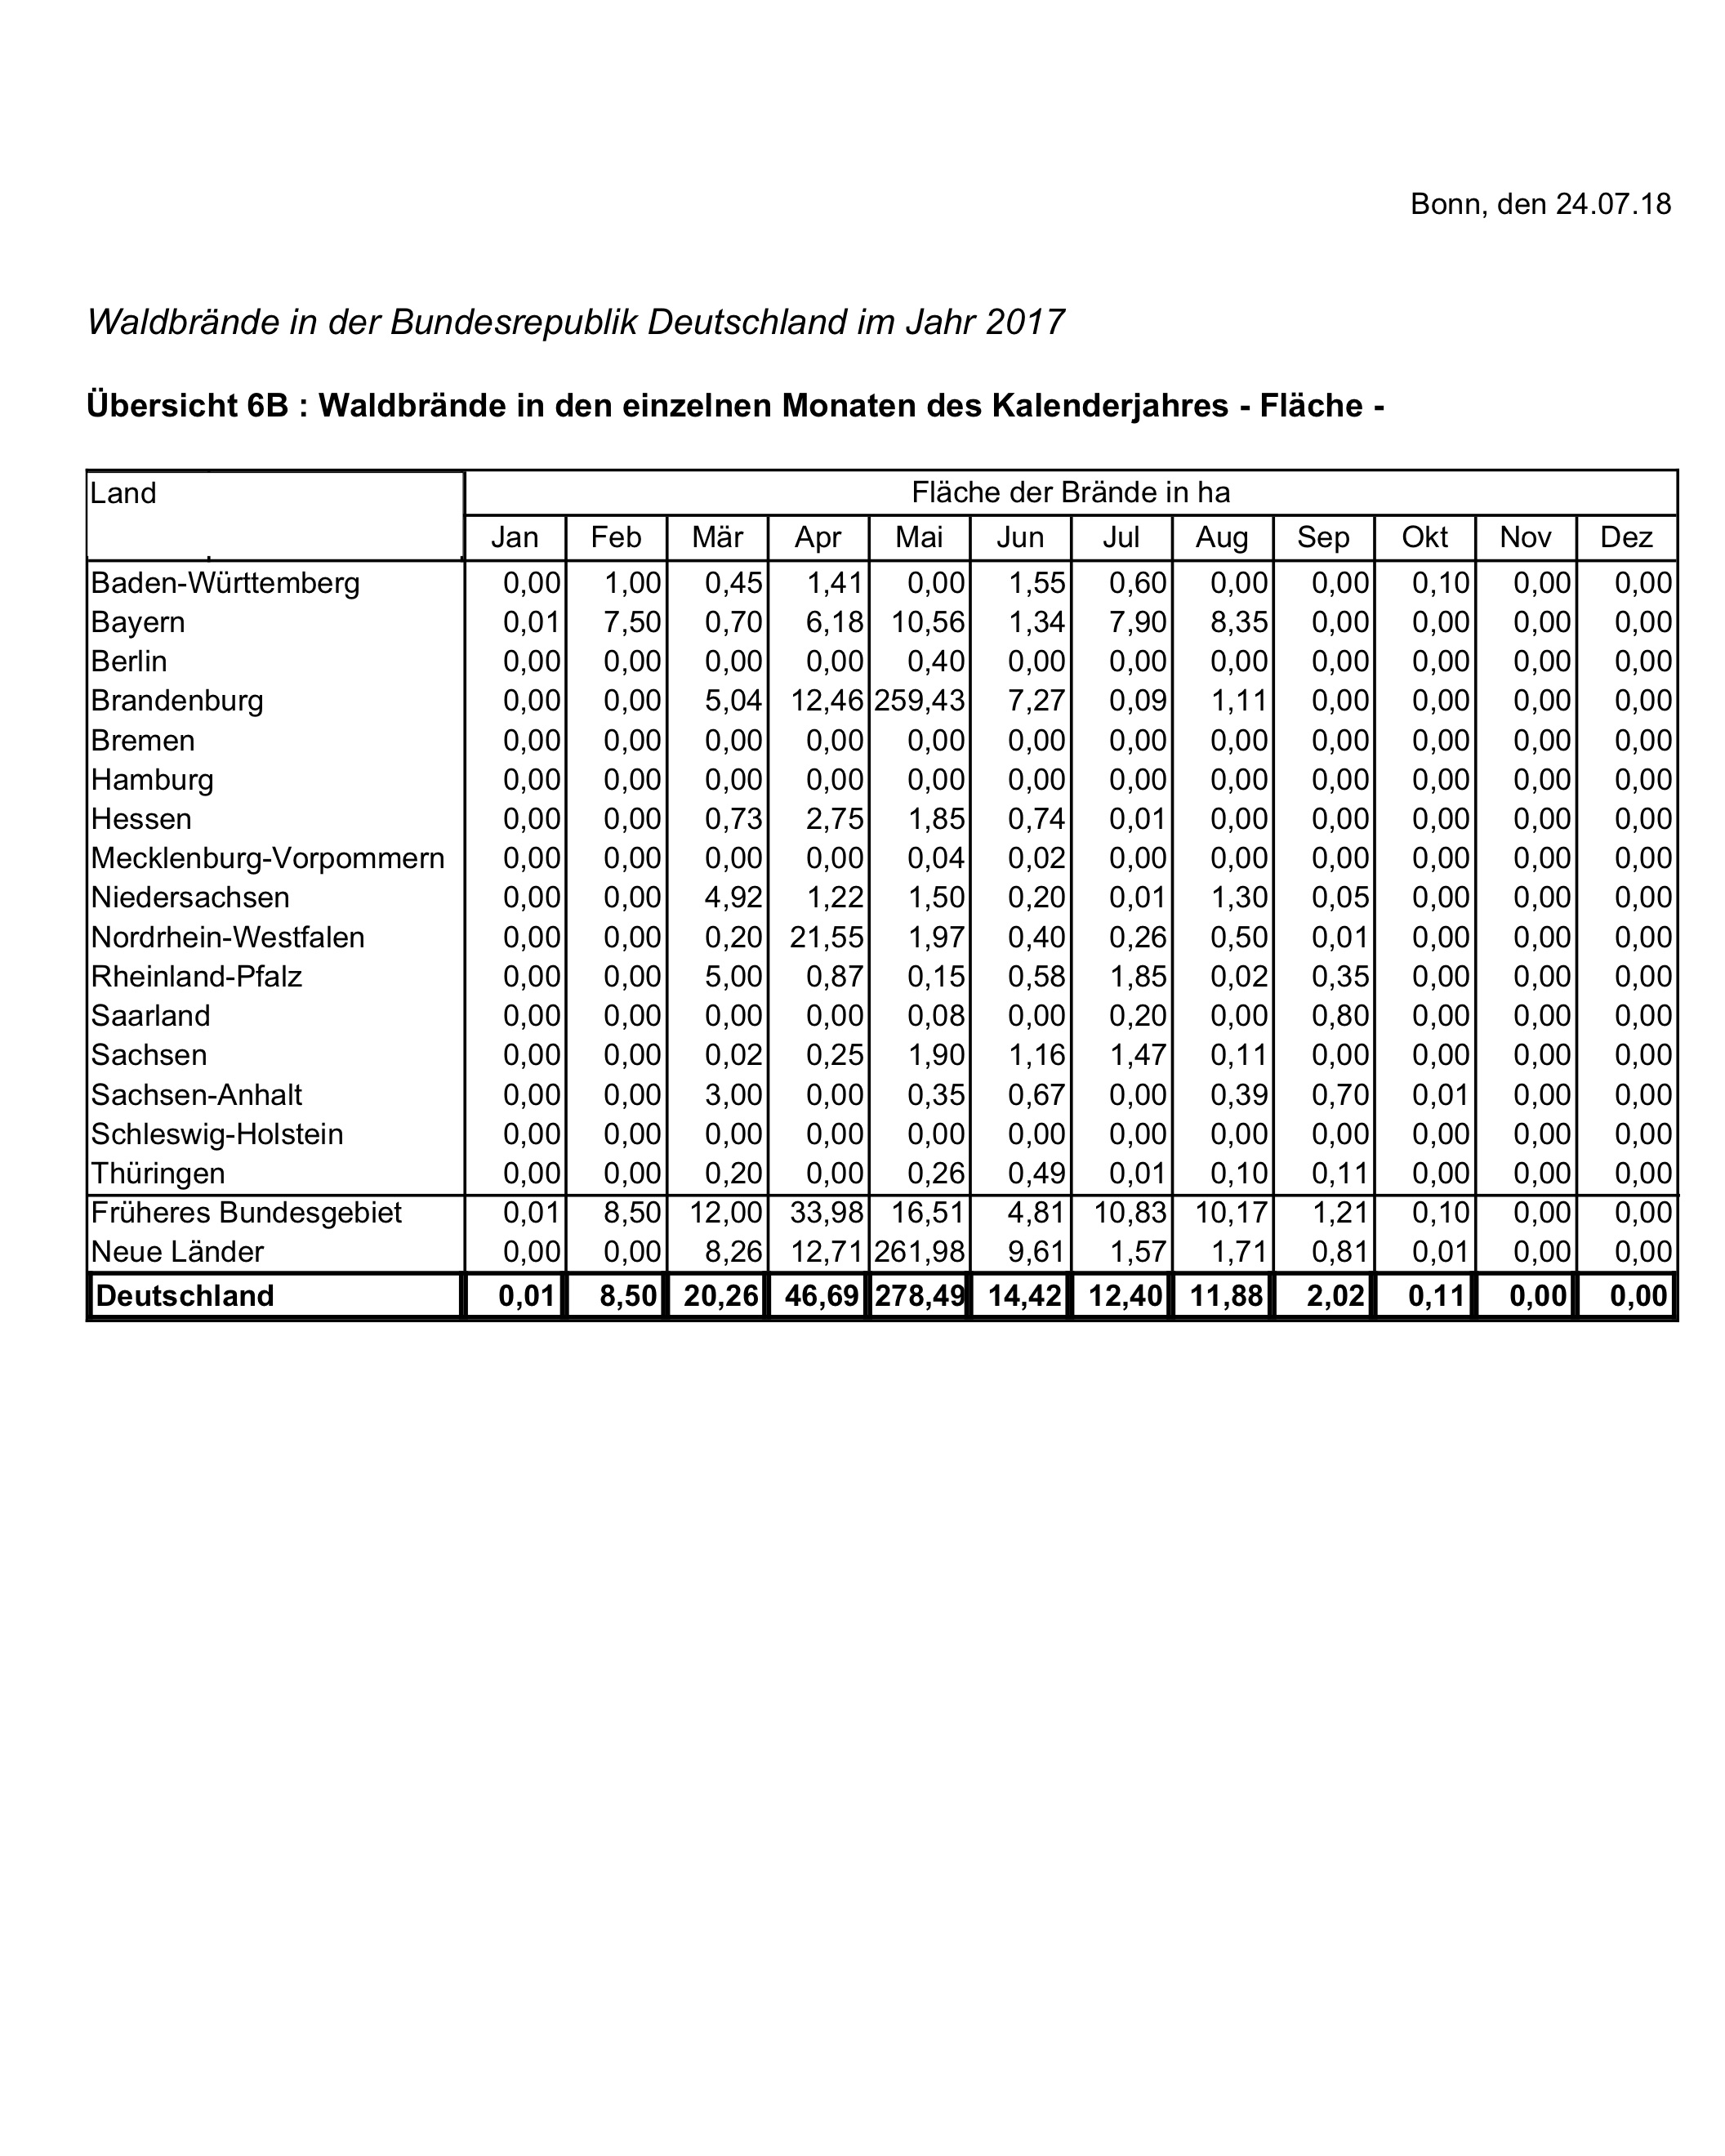 Bonn, den 24.07.18
Waldbrände in der Bundesrepublik Deutschland im Jahr 2017
Übersicht 6B : Waldbrände in den einzelnen Monaten des Kalenderjahres - Fläche -
Land Fläche der Brände in ha
Jan Feb Mär Apr Mai Jun Jul Aug Sep Okt Nov Dez
Baden-Württemberg 0,00 1,00 0,45 1,41 0,00 1,55 0,60 0,00 0,00 0,10 0,00 0,00
Bayern 0,01 7,50 0,70 6,18 10,56 1,34 7,90 8,35 0,00 0,00 0,00 0,00
Berlin 0,00 0,00 0,00 0,00 0,40 0,00 0,00 0,00 0,00 0,00 0,00 0,00
Brandenburg 0,00 0,00 5,04 12,46 259,43 7,27 0,09 1,11 0,00 0,00 0,00 0,00
Bremen 0,00 0,00 0,00 0,00 0,00 0,00 0,00 0,00 0,00 0,00 0,00 0,00
Hamburg 0,00 0,00 0,00 0,00 0,00 0,00 0,00 0,00 0,00 0,00 0,00 0,00
Hessen 0,00 0,00 0,73 2,75 1,85 0,74 0,01 0,00 0,00 0,00 0,00 0,00
Mecklenburg-Vorpommern 0,00 0,00 0,00 0,00 0,04 0,02 0,00 0,00 0,00 0,00 0,00 0,00
Niedersachsen 0,00 0,00 4,92 1,22 1,50 0,20 0,01 1,30 0,05 0,00 0,00 0,00
Nordrhein-Westfalen 0,00 0,00 0,20 21,55 1,97 0,40 0,26 0,50 0,01 0,00 0,00 0,00
Rheinland-Pfalz 0,00 0,00 5,00 0,87 0,15 0,58 1,85 0,02 0,35 0,00 0,00 0,00
Saarland 0,00 0,00 0,00 0,00 0,08 0,00 0,20 0,00 0,80 0,00 0,00 0,00
Sachsen 0,00 0,00 0,02 0,25 1,90 1,16 1,47 0,11 0,00 0,00 0,00 0,00
Sachsen-Anhalt 0,00 0,00 3,00 0,00 0,35 0,67 0,00 0,39 0,70 0,01 0,00 0,00
Schleswig-Holstein 0,00 0,00 0,00 0,00 0,00 0,00 0,00 0,00 0,00 0,00 0,00 0,00
Thüringen 0,00 0,00 0,20 0,00 0,26 0,49 0,01 0,10 0,11 0,00 0,00 0,00
Früheres Bundesgebiet 0,01 8,50 12,00 33,98 16,51 4,81 10,83 10,17 1,21 0,10 0,00 0,00
Neue Länder 0,00 0,00 8,26 12,71 261,98 9,61 1,57 1,71 0,81 0,01 0,00 0,00
Deutschland 0,01 8,50 20,26 46,69 278,49 14,42 12,40 11,88 2,02 0,11 0,00 0,00